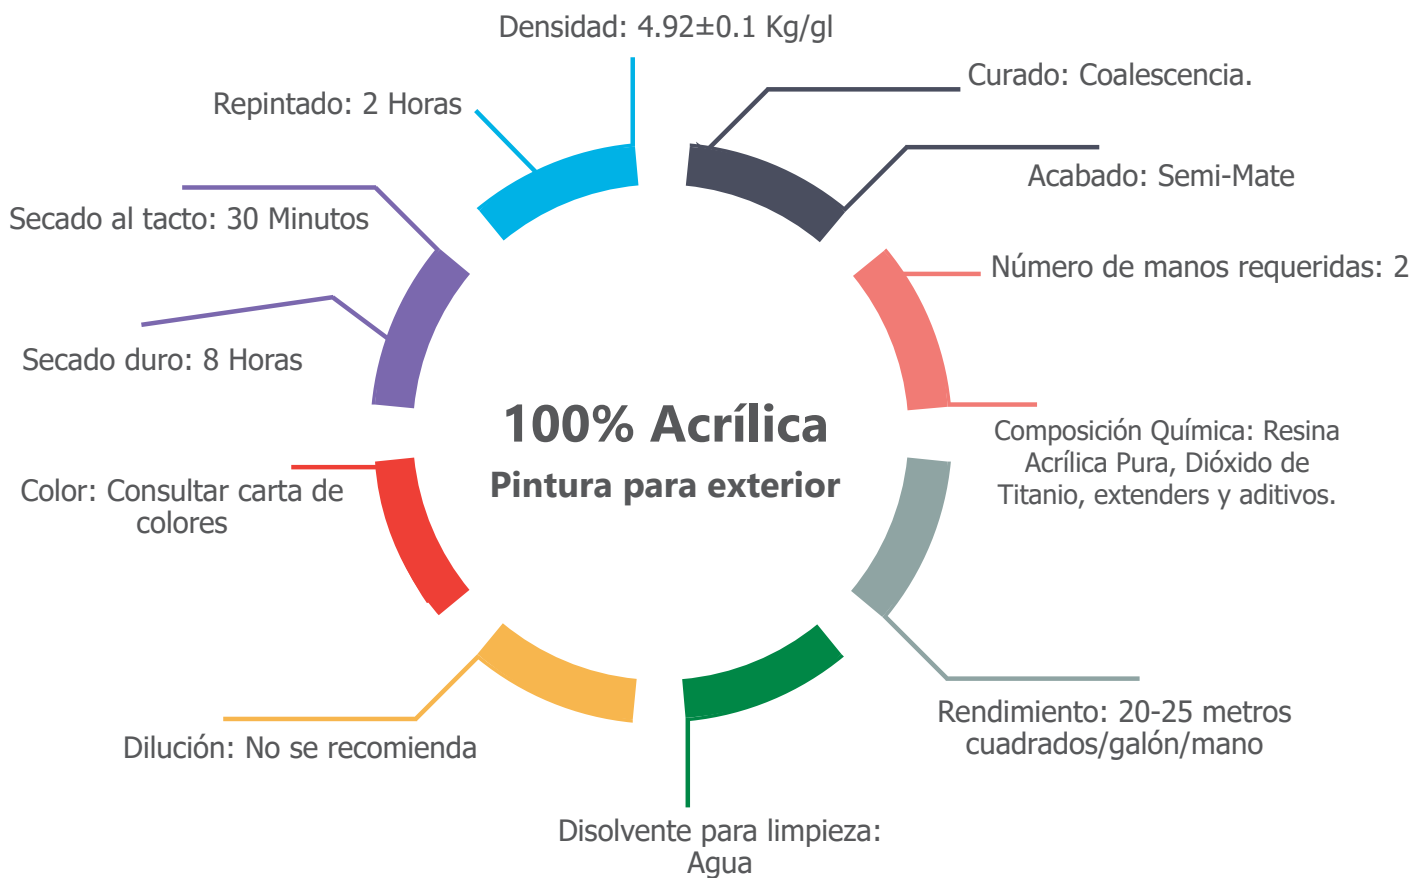 Densidad: 4.92±0.1 Kg/gl
Curado: Coalescencia.
Repintado: 2 Horas
Acabado: Semi-Mate
Secado al tacto: 30 Minutos
Número de manos requeridas: 2
Secado duro: 8 Horas
100% Acrílica
Pintura para exterior
Composición Química: Resina
Acrílica Pura, Dióxido de
Titanio, extenders y aditivos.
Color: Consultar carta de
colores
Rendimiento: 20-25 metros
cuadrados/galón/mano
Dilución: No se recomienda
Disolvente para limpieza:
Agua